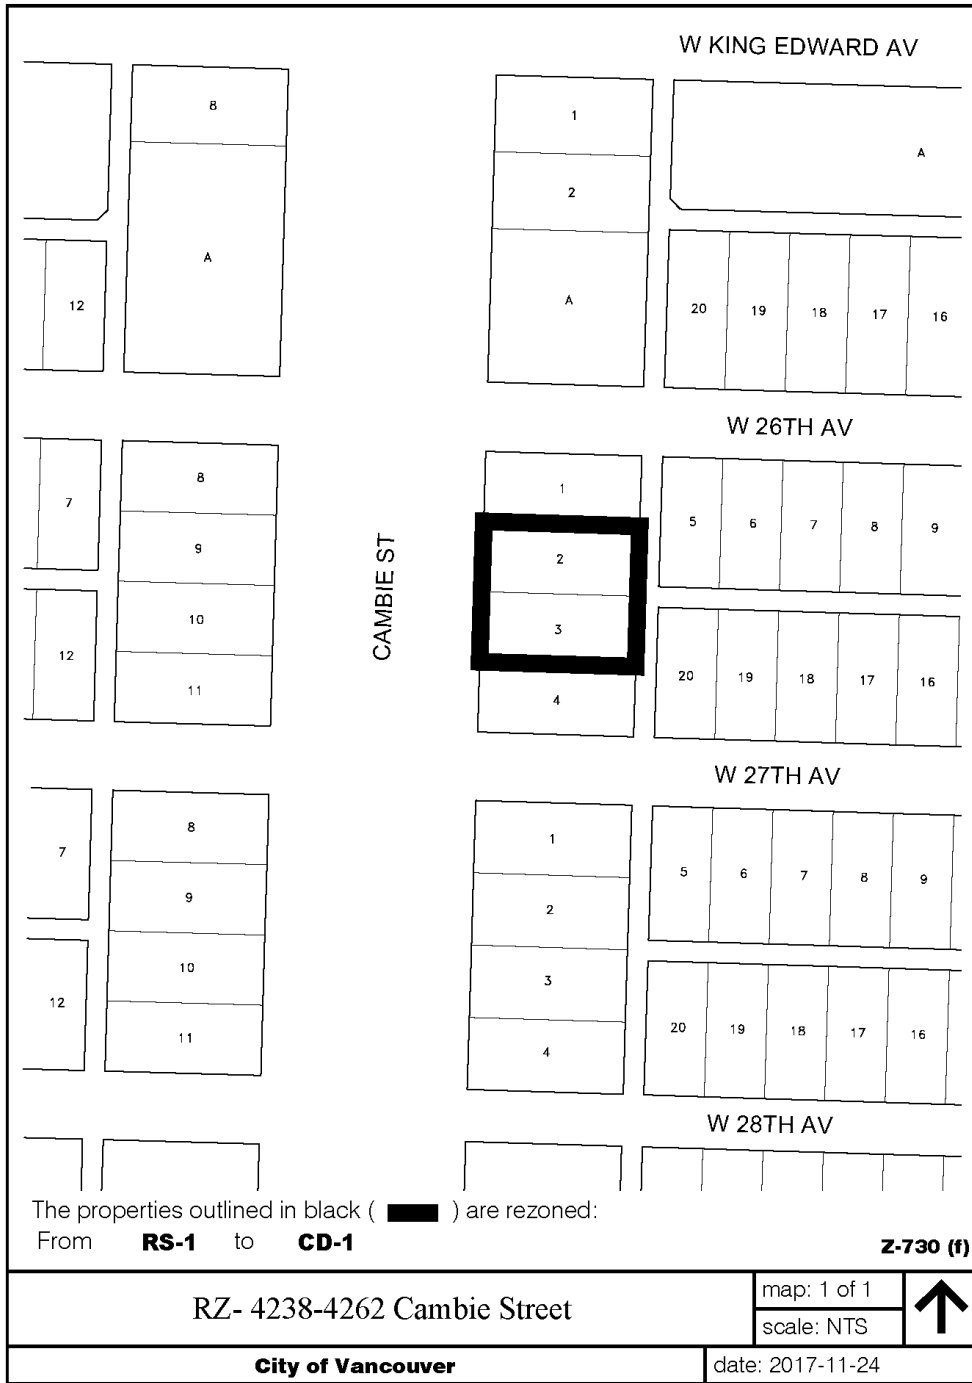 W KING EDWARD AV
8
1
A
2
A
12
A
20 19 18 17 16
W 26TH AV
8
1
7
5 6 7 8 9
9
2
CAMBIE ST
10
3
12
20 19 18 17 16
11
4
W 27TH AV
8
1
7
5 6 7 8 9
9
2
10
3
12
20 19 18 17 16
11
4
W 28TH AV
The properties outlined in black ( ) are rezoned:
From RS-1 to CD-1
Z-730 (f)
RZ- 4238-4262 Cambie Street
map: 1 of 1
scale: NTS
City of Vancouver
date: 2017-11-24